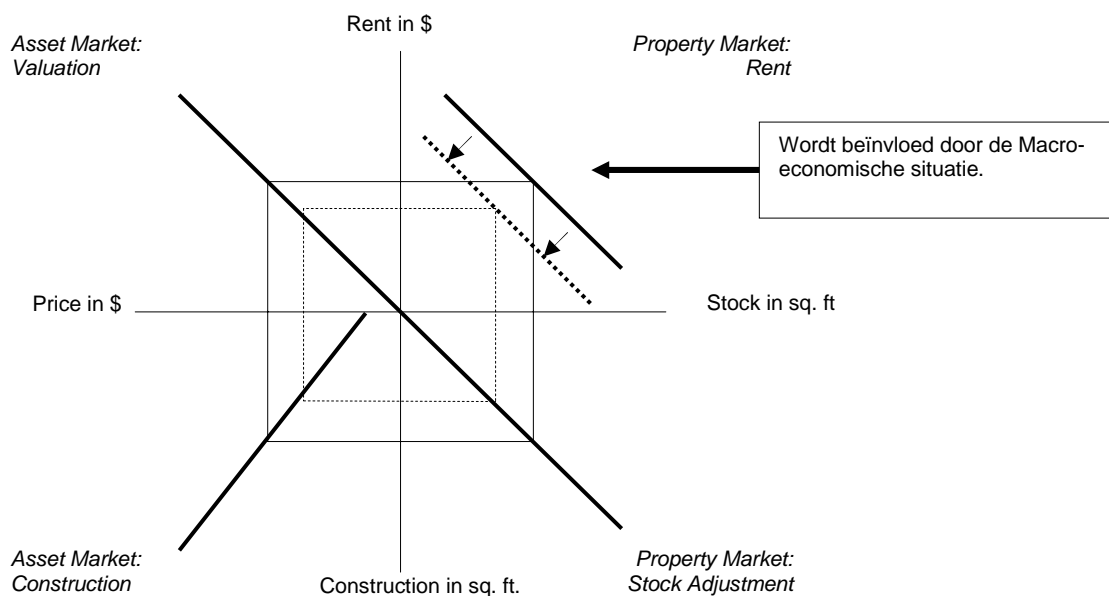 Rent in $
Asset Market:
Valuation
Property Market:
Rent
Wordt beïnvloed door de Macro-
economische situatie.
Price in $
Stock in sq. ft
Asset Market:
Construction
Construction in sq. ft.
Property Market:
Stock Adjustment